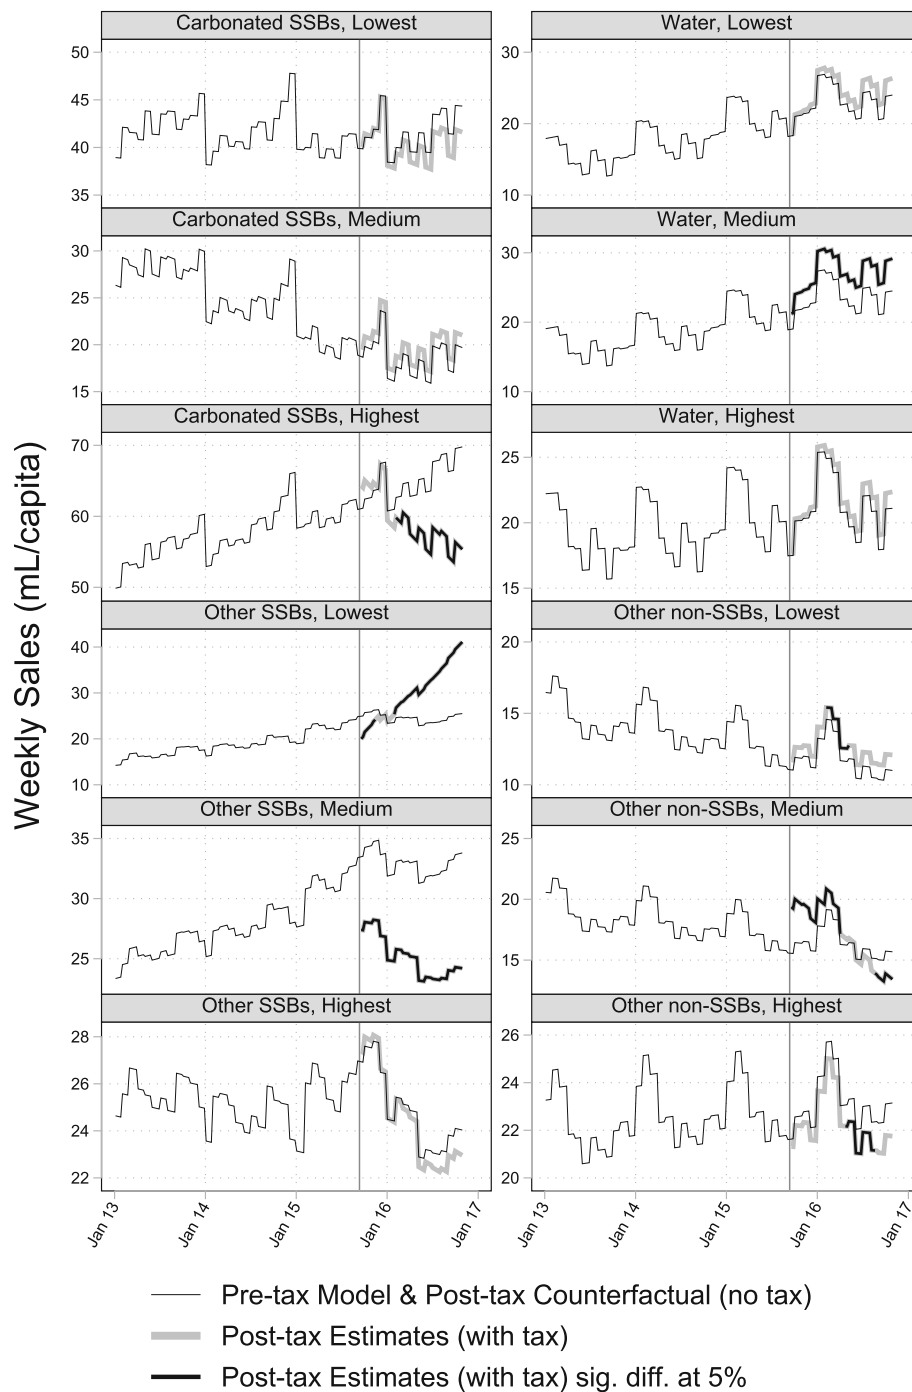 Carbonated SSBs, Lowest
50
45
40
35
Water, Lowest
30
20
10
Carbonated SSBs, Medium
30
25
20
15
Water, Medium
30
20
10
Carbonated SSBs, Highest
70
60
50
Water, Highest
25
20
15
Weekly Sales (mL/capita)
Other SSBs, Lowest
40
30
20
10
Other non-SSBs, Lowest
20
15
10
Other SSBs, Medium
35
30
25
Other non-SSBs, Medium
25
20
15
Other SSBs, Highest
28
26
24
22
Other non-SSBs, Highest
26
24
22
20
Jan 13
Jan 14
Jan 15
Jan 16
Jan 17
Jan 13
Jan 14
Jan 15
Jan 16
Jan 17
Pre-tax Model & Post-tax Counterfactual (no tax)
Post-tax Estimates (with tax)
Post-tax Estimates (with tax) sig. diff. at 5%